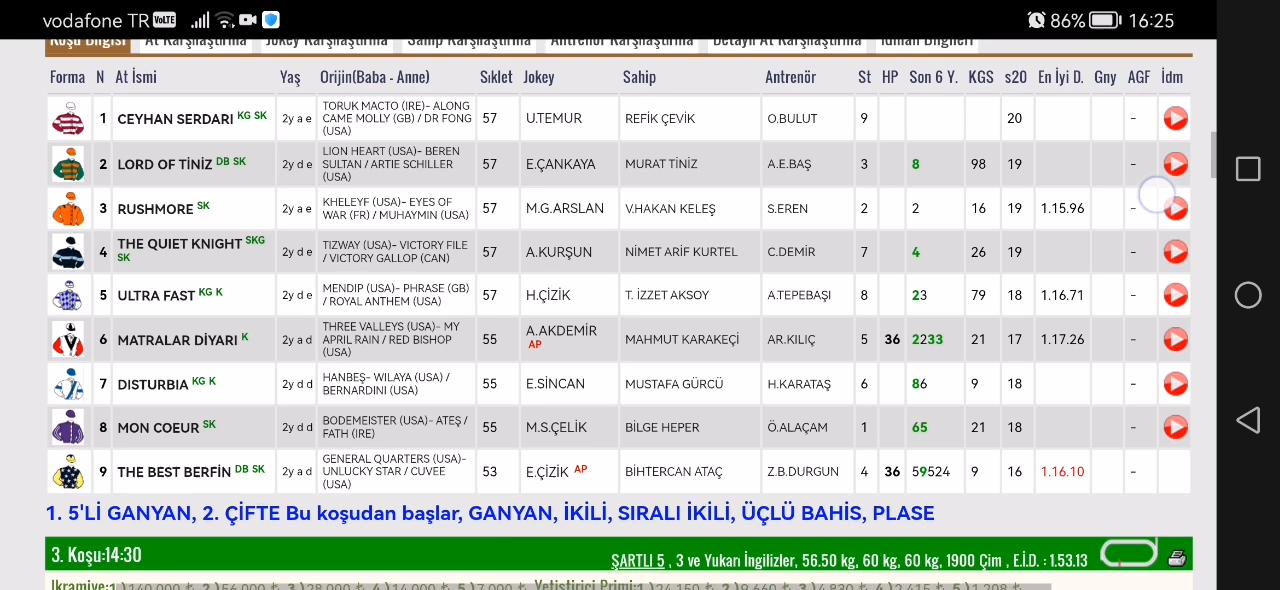 vodafone TR VoLTE 86% 16:25
Koşu Bilgisi At Karşılaştırma Jokey Karşılaştırma Sahip Karşılaştırma Antrenör Karşılaştırma Detaylı At Karşılaştırma İdman Bilgileri
Forma N At İsmi Yaş Orijin(Baba - Anne) Sıklet Jokey Sahip Antrenör St HP Son 6 Y. KGS s20 En İyi D. Gny AGF İdm
1 CEYHAN SERDARI KG SK 2y a e TORUK MACTO (IRE)- ALONG CAME MOLLY (GB) / DR FONG (USA) 57 U.TEMUR REFİK ÇEVİK O.BULUT 9 20 -
2 LORD OF TİNİZ DB SK 2y d e LION HEART (USA)- BEREN SULTAN / ARTIE SCHILLER (USA) 57 E.ÇANKAYA MURAT TİNİZ A.E.BAŞ 3 8 98 19 -
3 RUSHMORE SK 2y a e KHELEYF (USA)- EYES OF WAR (FR) / MUHAYMIN (USA) 57 M.G.ARSLAN V.HAKAN KELEŞ S.EREN 2 2 16 19 1.15.96 -
4 THE QUIET KNIGHT SKG SK 2y d e TIZWAY (USA)- VICTORY FILE / VICTORY GALLOP (CAN) 57 A.KURŞUN NİMET ARİF KURTEL C.DEMİR 7 4 26 19 -
5 ULTRA FAST KG K 2y d e MENDIP (USA)- PHRASE (GB) / ROYAL ANTHEM (USA) 57 H.ÇİZİK T. İZZET AKSOY A.TEPEBAŞI 8 23 79 18 1.16.71 -
6 MATRALAR DİYARI K 2y a d THREE VALLEYS (USA)- MY APRIL RAIN / RED BISHOP (USA) 55 A.AKDEMİR AP MAHMUT KARAKEÇİ AR.KILIÇ 5 36 2233 21 17 1.17.26 -
7 DISTURBIA KG K 2y d d HANBEŞ- WILAYA (USA) / BERNARDINI (USA) 55 E.SİNCAN MUSTAFA GÜRCÜ H.KARATAŞ 6 86 9 18 -
8 MON COEUR SK 2y d d BODEMEISTER (USA)- ATEŞ / FATH (IRE) 55 M.S.ÇELİK BİLGE HEPER Ö.ALAÇAM 1 65 21 18 -
9 THE BEST BERFİN DB SK 2y a d GENERAL QUARTERS (USA)- UNLUCKY STAR / CUVEE (USA) 53 E.ÇİZİK AP BİHTERCAN ATAÇ Z.B.DURGUN 4 36 59524 9 16 1.16.10 -
1. 5'Lİ GANYAN, 2. ÇİFTE Bu koşudan başlar, GANYAN, İKİLİ, SIRALI İKİLİ, ÜÇLÜ BAHİS, PLASE
3. Koşu:14:30 ŞARTLI 5 , 3 ve Yukarı İngilizler, 56.50 kg, 60 kg, 60 kg, 1900 Çim , E.İ.D. : 1.53.13
İkramiye:1.)140.000 ₺ 2.)56.000 ₺ 3.)28.000 ₺ 4.)14.000 ₺ 5.)7.000 ₺ Yetiştirici Primi:1.)24.150 ₺ 2.)9.660 ₺ 3.)4.830 ₺ 4.)2.415 ₺ 5.)1.208 ₺